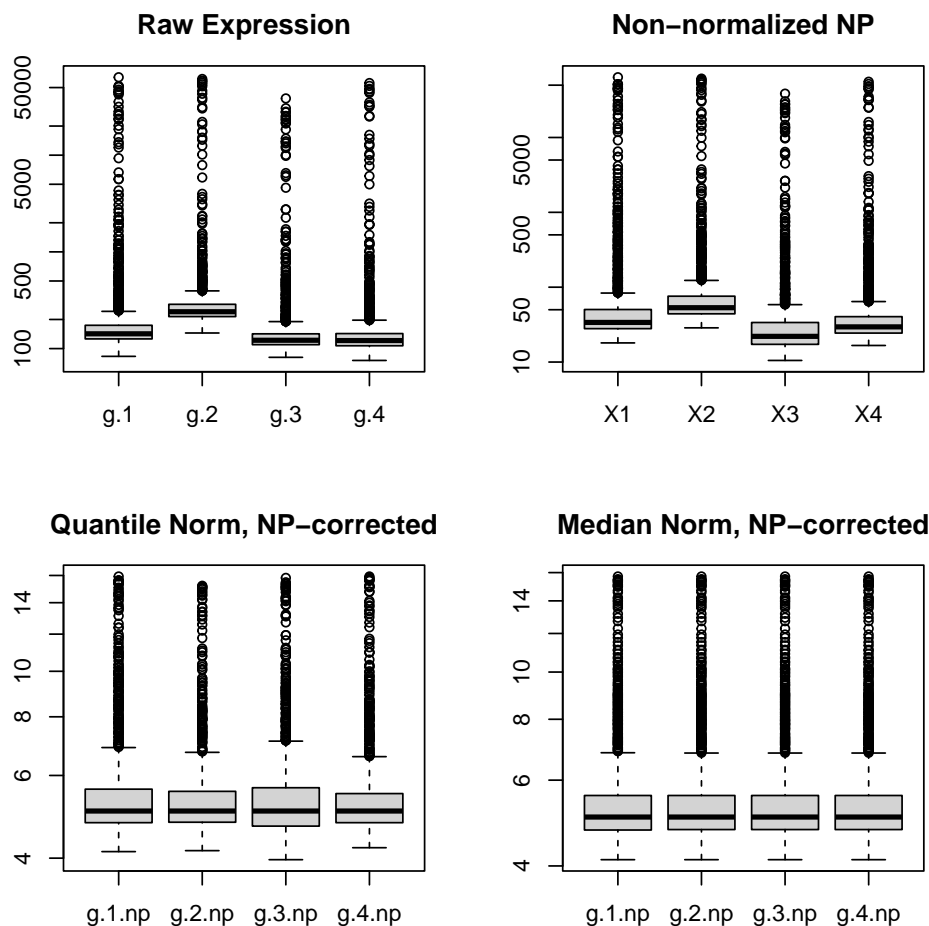 Raw Expression
50000
5000
500
100
g.1 g.2 g.3 g.4
Non−normalized NP
5000
500
50
10
X1 X2 X3 X4
Quantile Norm, NP−corrected
14
10
8
6
4
g.1.np g.2.np g.3.np g.4.np
Median Norm, NP−corrected
14
10
8
6
4
g.1.np g.2.np g.3.np g.4.np